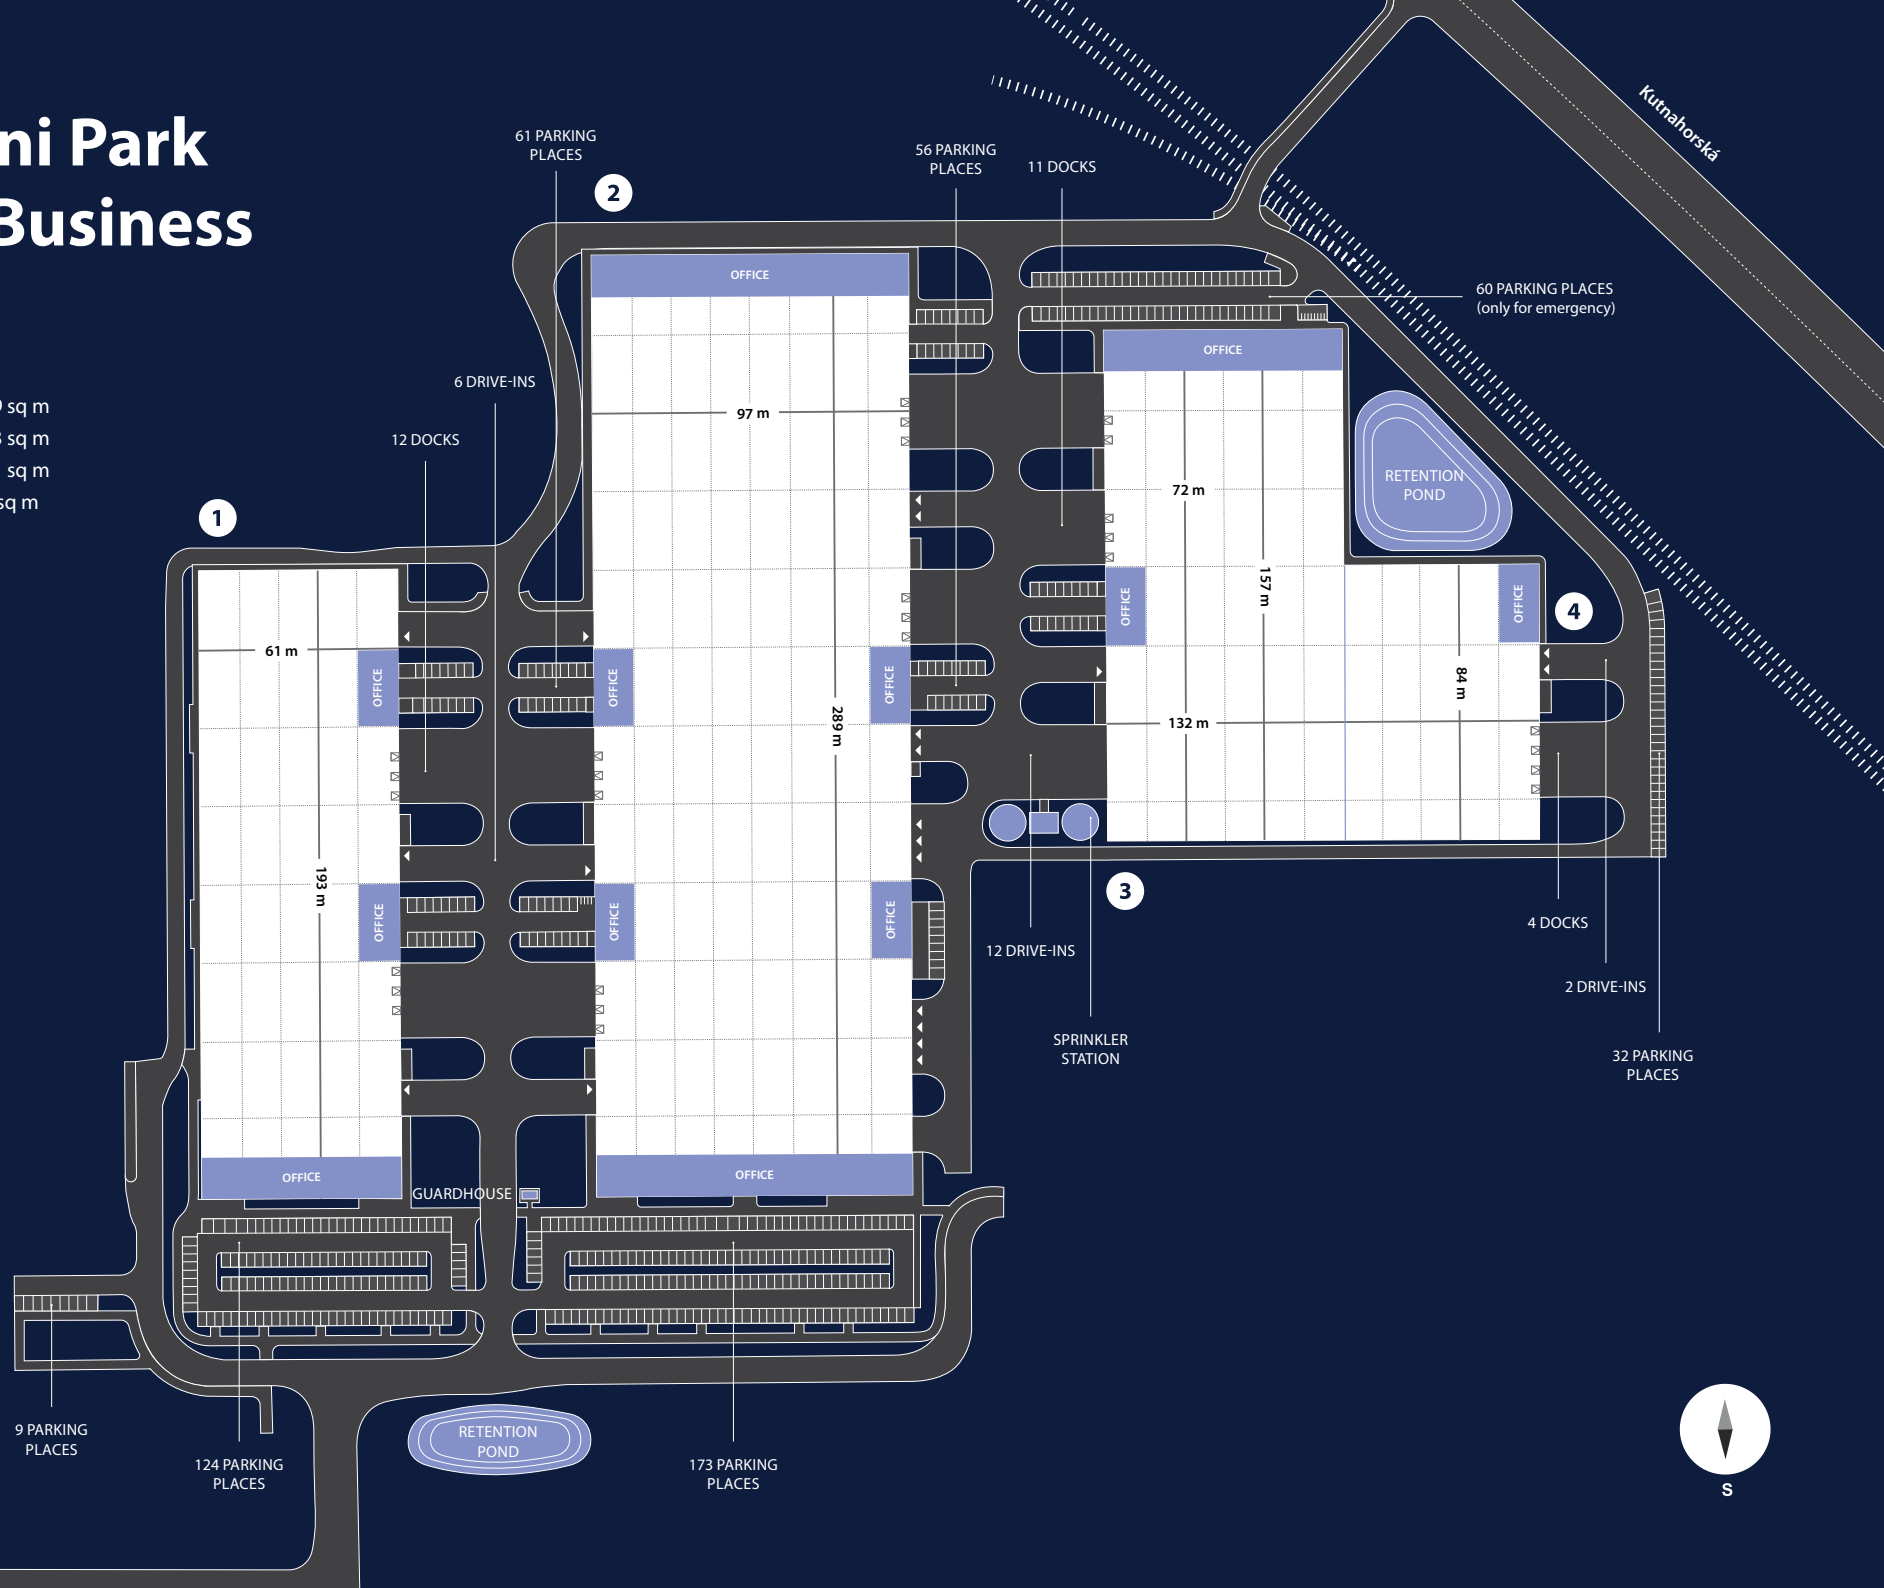 ni Park
Business
sq m
sq m
sq m
sq m
61 PARKING
PLACES
2
56 PARKING
PLACES
11 DOCKS
Kutnahorská
60 PARKING PLACES
(only for emergency)
6 DRIVE-INS
12 DOCKS
1
OFFICE
97 m
OFFICE
72 m
157 m
RETENTION
POND
OFFICE
OFFICE
4
61 m
OFFICE
OFFICE
OFFICE
289 m
84 m
132 m
193 m
OFFICE
OFFICE
OFFICE
3
12 DRIVE-INS
4 DOCKS
2 DRIVE-INS
SPRINKLER
STATION
32 PARKING
PLACES
OFFICE
OFFICE
GUARDHOUSE
9 PARKING
PLACES
124 PARKING
PLACES
RETENTION
POND
173 PARKING
PLACES
S